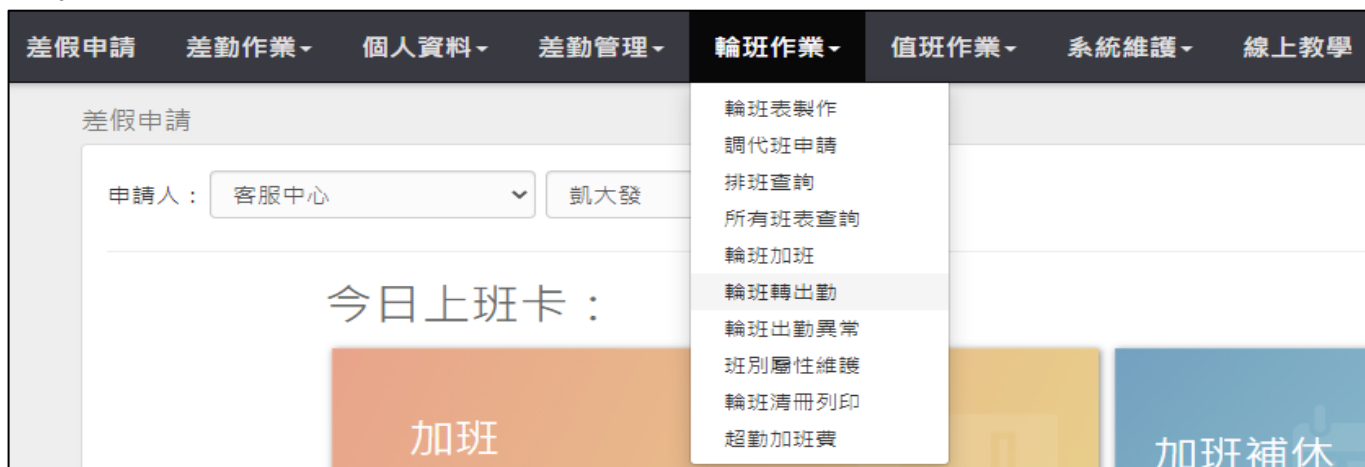 差假申請 差勤作業 個人資料 差勤管理 輪班作業 值班作業 系統維護 線上教學
差假申請
輪班表製作
調代班申請
申請人： 客服中心 凱大發
排班查詢
所有班表查詢
輪班加班
今日上班卡：
輪班轉出勤
輪班出勤異常
班別屬性維護
輪班清冊列印
超勤加班費
加班
加班補休